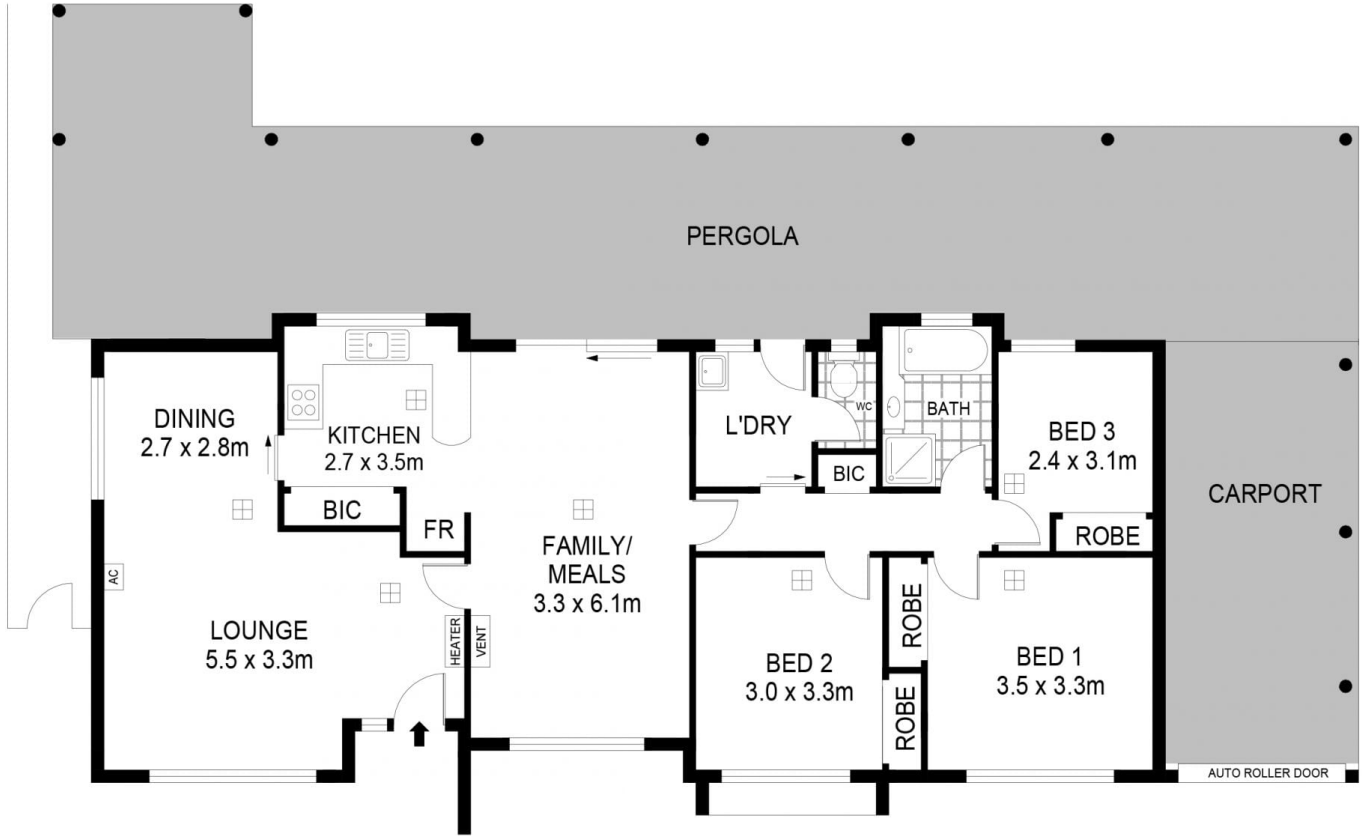 PERGOLA
DINING
2.7 x 2.8m
KITCHEN
2.7 x 3.5m
BIC
FR
L'DRY
WC
BIC
BATH
BED 3
2.4 x 3.1m
ROBE
CARPORT
AC
LOUNGE
5.5 x 3.3m
HEATER
VENT
FAMILY/
MEALS
3.3 x 6.1m
BED 2
3.0 x 3.3m
ROBE
ROBE
BED 1
3.5 x 3.3m
AUTO ROLLER DOOR